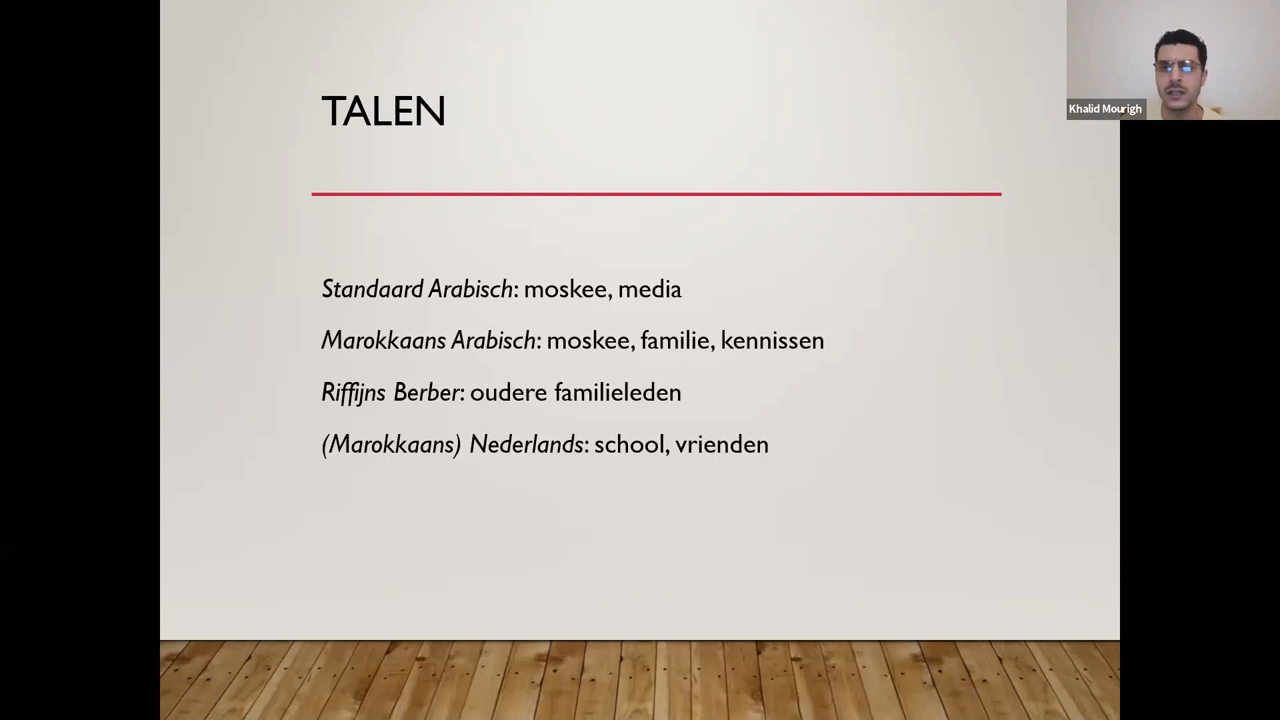 TALEN
Khalid Mourigh
Standaard Arabisch: moskee, media
Marokkaans Arabisch: moskee, familie, kennissen
Riffijns Berber: oudere familieleden
(Marokkaans) Nederlands: school, vrienden